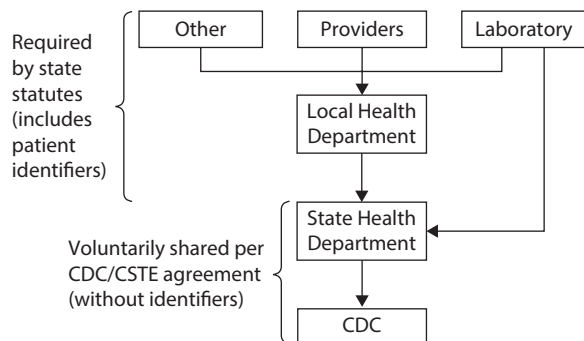 Required
by state
statutes
(includes
patient
identifiers)
Other
Providers
Laboratory
Local Health
Department
State Health
Department
Voluntarily shared per
CDC/CSTE agreement
(without identifiers)
CDC